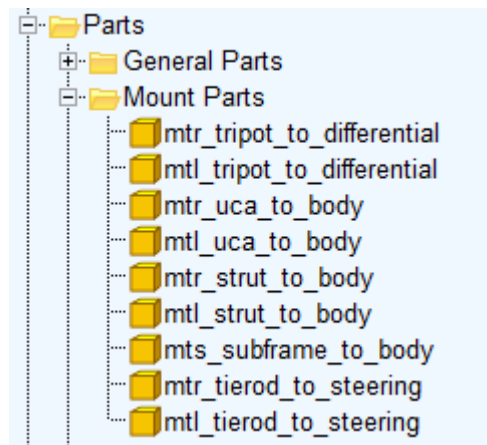 Parts
General Parts
Mount Parts
mtr_tripot_to_differential
mtl_tripot_to_differential
mtr_uca_to_body
mtl_uca_to_body
mtr_strut_to_body
mtl_strut_to_body
mts_subframe_to_body
mtr_tierod_to_steering
mtl_tierod_to_steering